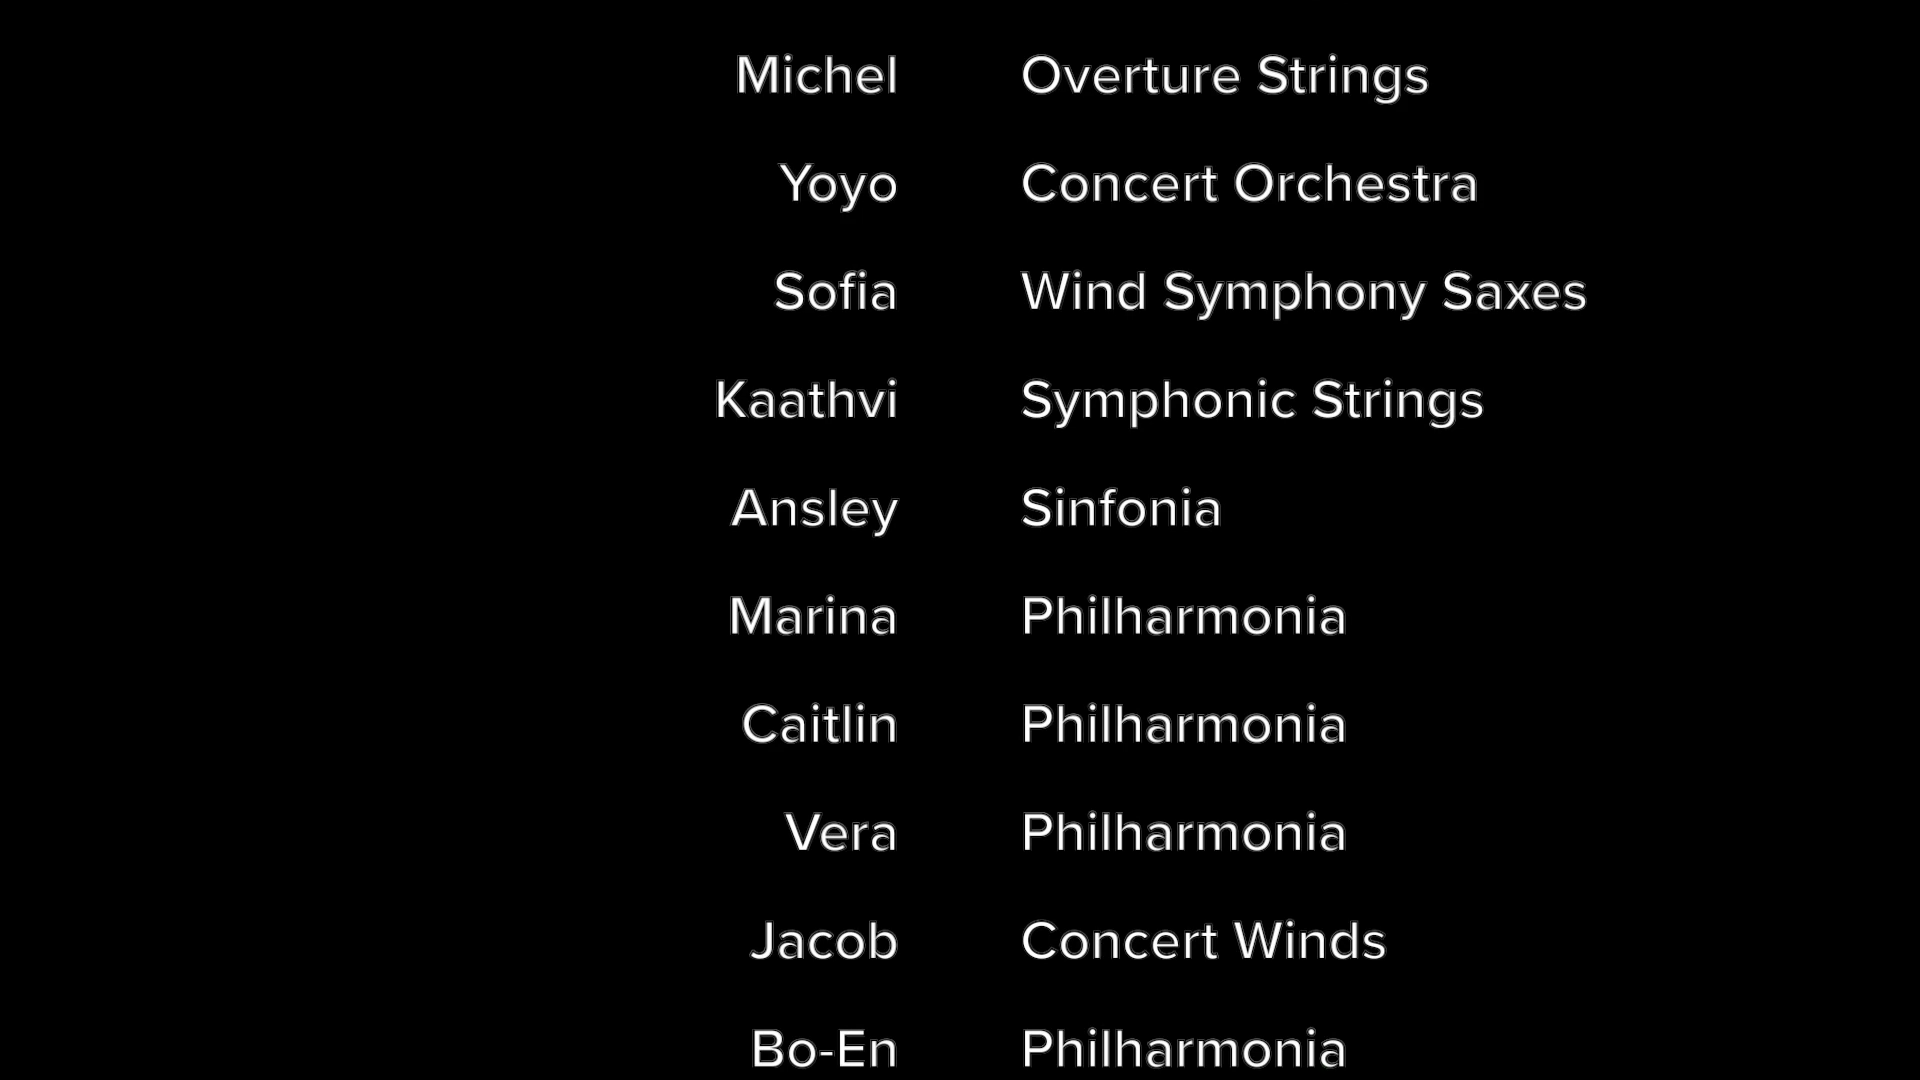 Michel Overture Strings
Yoyo Concert Orchestra
Sofia Wind Symphony Saxes
Kaathvi Symphonic Strings
Ansley Sinfonia
Marina Philharmonia
Caitlin Philharmonia
Vera Philharmonia
Jacob Concert Winds
Bo-En Philharmonia